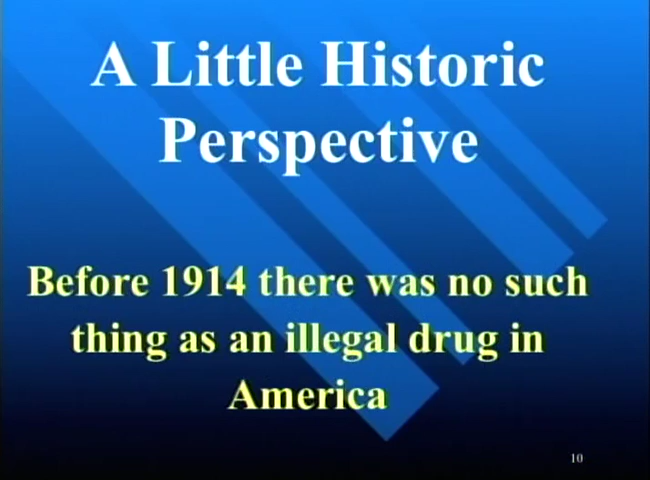 A Little Historic
Perspective
Before 1914 there was no such
thing as an illegal drug in
America
10